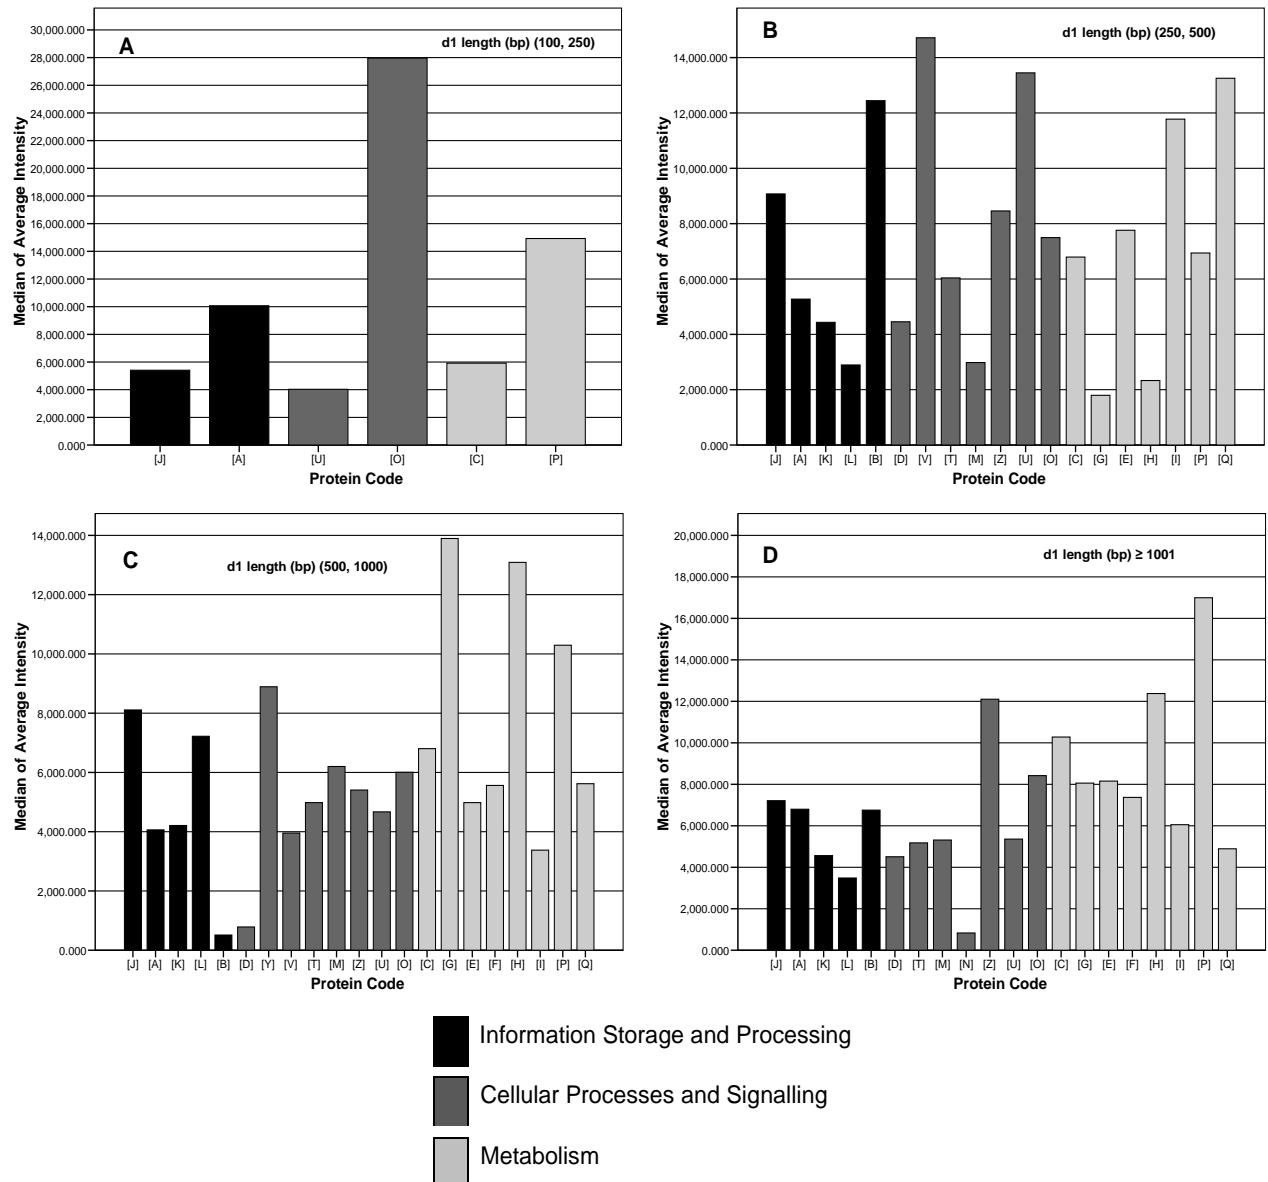 A
d1 length (bp) (100, 250)
Median of Average Intensity
30,000.000
28,000.000
26,000.000
24,000.000
22,000.000
20,000.000
18,000.000
16,000.000
14,000.000
12,000.000
10,000.000
8,000.000
6,000.000
4,000.000
2,000.000
0.000
[J] [A] [U] [O] [C] [P]
Protein Code
B
d1 length (bp) (250, 500)
Median of Average Intensity
14,000.000
12,000.000
10,000.000
8,000.000
6,000.000
4,000.000
2,000.000
0.000
[J] [A] [K] [L] [B] [D] [V] [T] [M] [Z] [U] [O] [C] [G] [E] [H] [I] [P] [Q]
Protein Code
C
d1 length (bp) (500, 1000)
Median of Average Intensity
14,000.000
12,000.000
10,000.000
8,000.000
6,000.000
4,000.000
2,000.000
0.000
[J] [A] [K] [L] [B] [D] [Y] [V] [T] [M] [Z] [U] [O] [C] [G] [E] [F] [H] [I] [P] [Q]
Protein Code
D
d1 length (bp) ≥ 1001
Median of Average Intensity
20,000.000
18,000.000
16,000.000
14,000.000
12,000.000
10,000.000
8,000.000
6,000.000
4,000.000
2,000.000
0.000
[J] [A] [K] [L] [B] [D] [T] [M] [N] [Z] [U] [O] [C] [G] [E] [F] [H] [I] [P] [Q]
Protein Code
Information Storage and Processing
Cellular Processes and Signalling
Metabolism